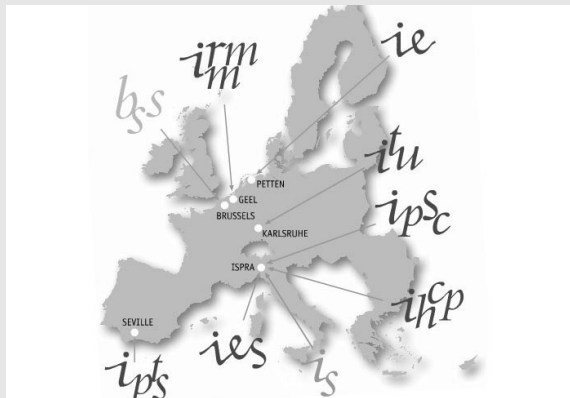 ie
irmm
bss
itu
PETTEN
GEEL
BRUSSELS
ipsc
KARLSRUHE
ISPRA
ihcp
SEVILLE
ies
ipts
is